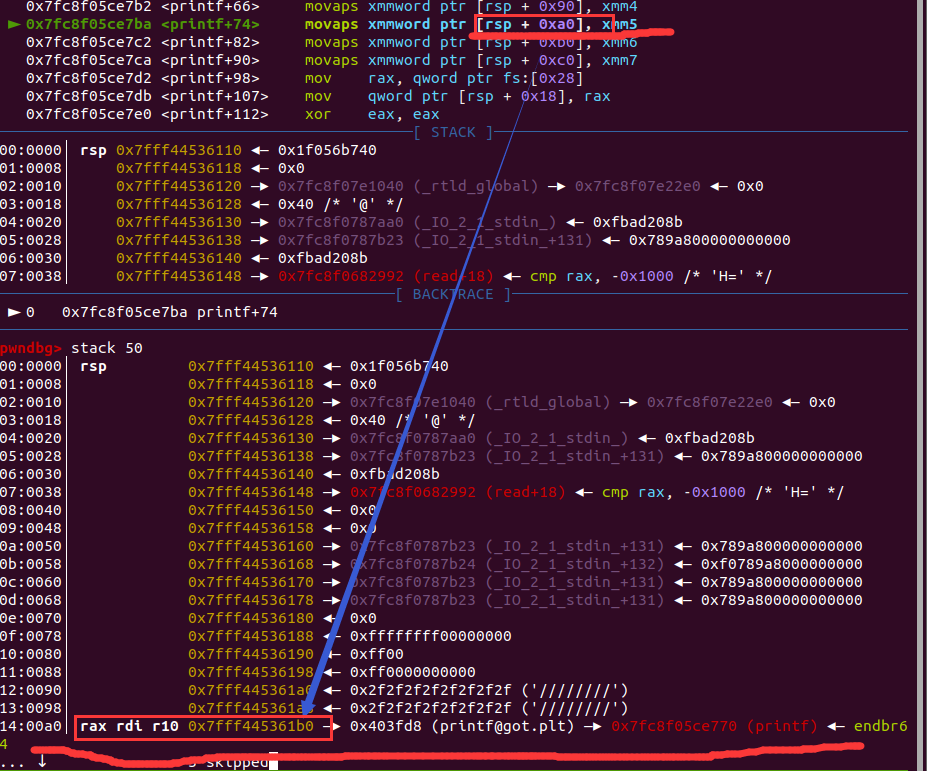 0x7fc8f05ce7b2 <printf+66> movaps xmmword ptr [rsp + 0x90], xmm4
► 0x7fc8f05ce7ba <printf+74> movaps xmmword ptr [rsp + 0xa0], xmm5
0x7fc8f05ce7c2 <printf+82> movaps xmmword ptr [rsp + 0xb0], xmm6
0x7fc8f05ce7ca <printf+90> movaps xmmword ptr [rsp + 0xc0], xmm7
0x7fc8f05ce7d2 <printf+98> mov rax, qword ptr fs:[0x28]
0x7fc8f05ce7db <printf+107> mov qword ptr [rsp + 0x18], rax
0x7fc8f05ce7e0 <printf+112> xor eax, eax
[ STACK ]
00:0000│ rsp 0x7fff44536110 ◂— 0x1f056b740
01:0008│ 0x7fff44536118 ◂— 0x0
02:0010│ 0x7fff44536120 —▸ 0x7fc8f07e1040 (_rtld_global) —▸ 0x7fc8f07e22e0 ◂— 0x0
03:0018│ 0x7fff44536128 ◂— 0x40 /* '@' */
04:0020│ 0x7fff44536130 —▸ 0x7fc8f0787aa0 (_IO_2_1_stdin_) ◂— 0xfbad208b
05:0028│ 0x7fff44536138 —▸ 0x7fc8f0787b23 (_IO_2_1_stdin_+131) ◂— 0x789a800000000000
06:0030│ 0x7fff44536140 ◂— 0xfbad208b
07:0038│ 0x7fff44536148 —▸ 0x7fc8f0682992 (read+18) ◂— cmp rax, -0x1000 /* 'H=' */
[ BACKTRACE ]
► 0 0x7fc8f05ce7ba printf+74
pwndbg> stack 50
00:0000│ rsp 0x7fff44536110 ◂— 0x1f056b740
01:0008│ 0x7fff44536118 ◂— 0x0
02:0010│ 0x7fff44536120 —▸ 0x7fc8f07e1040 (_rtld_global) —▸ 0x7fc8f07e22e0 ◂— 0x0
03:0018│ 0x7fff44536128 ◂— 0x40 /* '@' */
04:0020│ 0x7fff44536130 —▸ 0x7fc8f0787aa0 (_IO_2_1_stdin_) ◂— 0xfbad208b
05:0028│ 0x7fff44536138 —▸ 0x7fc8f0787b23 (_IO_2_1_stdin_+131) ◂— 0x789a800000000000
06:0030│ 0x7fff44536140 ◂— 0xfbad208b
07:0038│ 0x7fff44536148 —▸ 0x7fc8f0682992 (read+18) ◂— cmp rax, -0x1000 /* 'H=' */
08:0040│ 0x7fff44536150 ◂— 0x0
09:0048│ 0x7fff44536158 ◂— 0x0
0a:0050│ 0x7fff44536160 —▸ 0x7fc8f0787b23 (_IO_2_1_stdin_+131) ◂— 0x789a800000000000
0b:0058│ 0x7fff44536168 —▸ 0x7fc8f0787b24 (_IO_2_1_stdin_+132) ◂— 0xf0789a8000000000
0c:0060│ 0x7fff44536170 —▸ 0x7fc8f0787b23 (_IO_2_1_stdin_+131) ◂— 0x789a800000000000
0d:0068│ 0x7fff44536178 —▸ 0x7fc8f0787b23 (_IO_2_1_stdin_+131) ◂— 0x789a800000000000
0e:0070│ 0x7fff44536180 ◂— 0x0
0f:0078│ 0x7fff44536188 ◂— 0xffffffff00000000
10:0080│ 0x7fff44536190 ◂— 0xff00
11:0088│ 0x7fff44536198 ◂— 0xff0000000000
12:0090│ 0x7fff445361a0 ◂— 0x2f2f2f2f2f2f2f2f ('////////')
13:0098│ 0x7fff445361a8 ◂— 0x2f2f2f2f2f2f2f2f ('////////')
14:00a0│ rax rdi r10 0x7fff445361b0 —▸ 0x403fd8 (printf@got.plt) —▸ 0x7fc8f05ce770 (printf) ◂— endbr6
4
... ↓ skipped